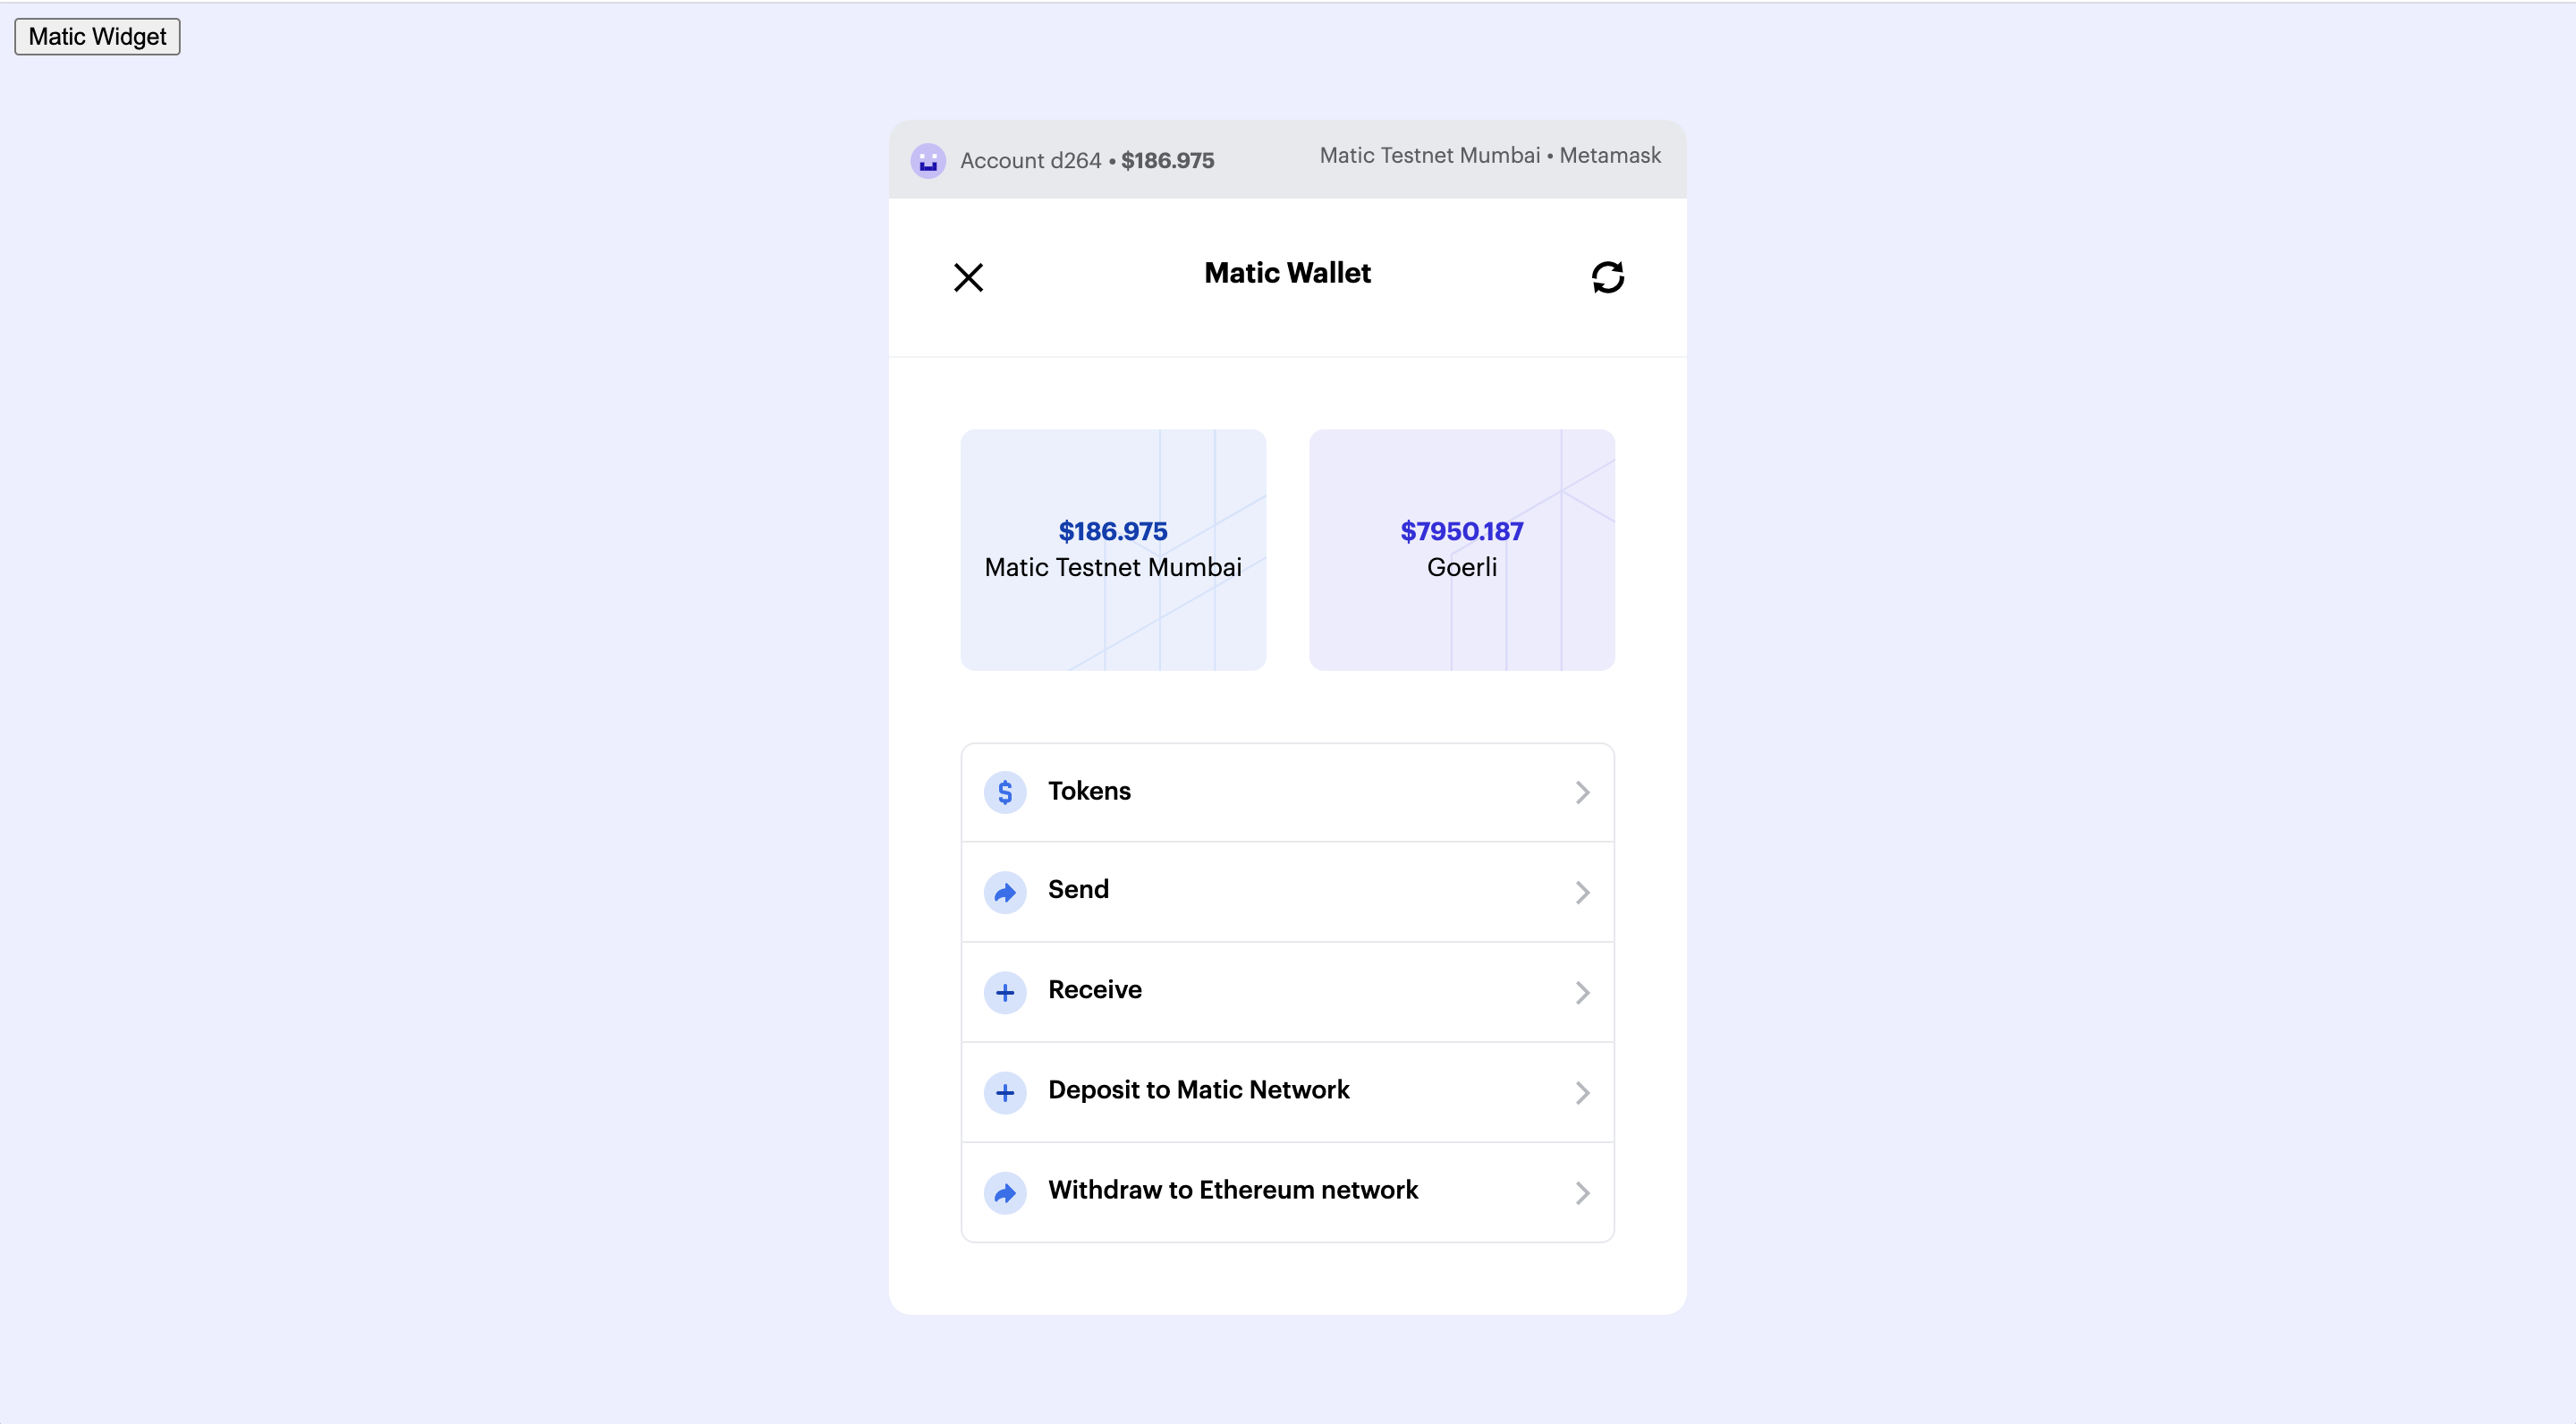 Matic Widget
Account d264 • $186.975
Matic Testnet Mumbai • Metamask
Matic Wallet
$186.975
Matic Testnet Mumbai
$7950.187
Goerli
Tokens
Send
Receive
Deposit to Matic Network
Withdraw to Ethereum network